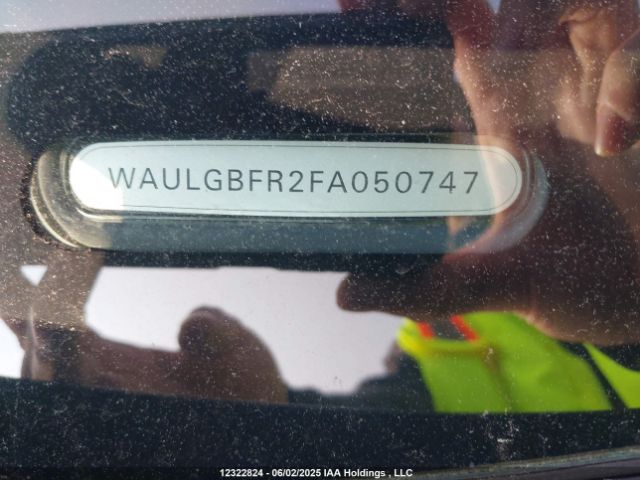 WAULGBFR2FA050747
12322824 - 06/02/2025 IAA Holdings , LLC